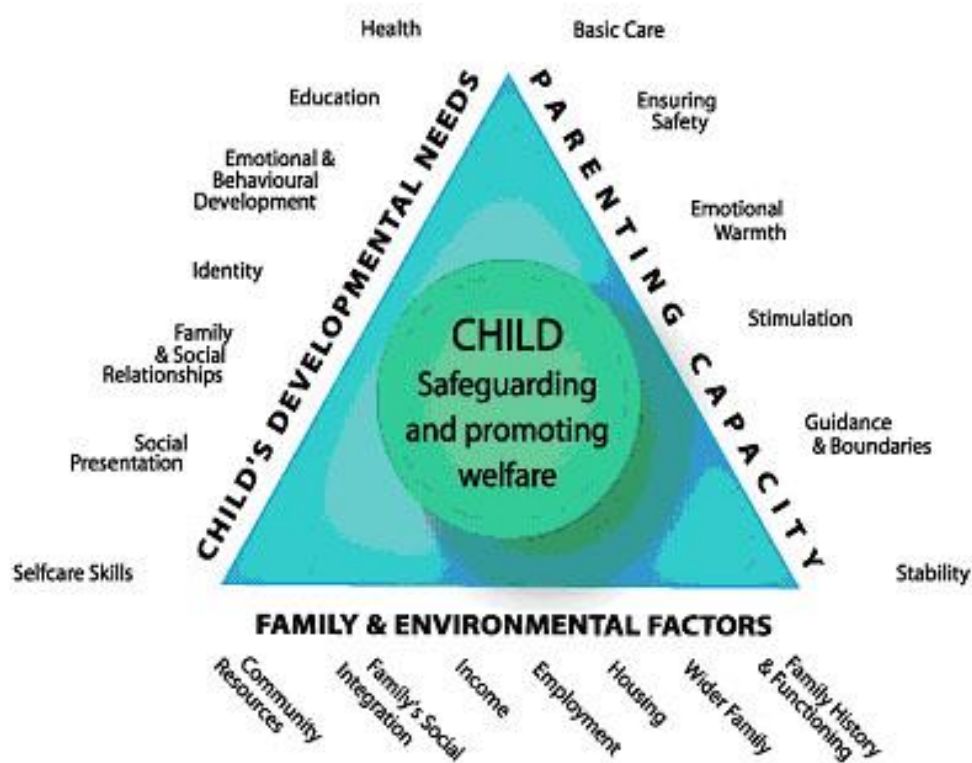 Health
Education
Emotional &
Behavioural
Development
Identity
Family
& Social
Relationships
Social
Presentation
Selfcare Skills
CHILD'S DEVELOPMENTAL NEEDS
Basic Care
Ensuring
Safety
Emotional
Warmth
Stimulation
Guidance
& Boundaries
Stability
PARENTING CAPACITY
CHILD
Safeguarding
and promoting
welfare
FAMILY & ENVIRONMENTAL FACTORS
Community
Resources
Family's Social
Integration
Income
Employment
Housing
Wider Family
Family History
& Functioning